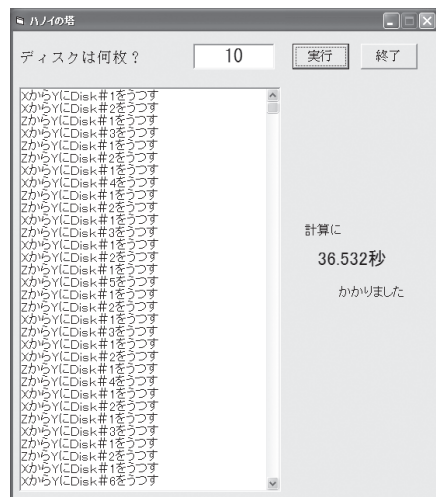 ハノイの塔
ディスクは何枚？ 10 実行 終了
XからYにDisk#1をうつす
XからYにDisk#2をうつす
ZからYにDisk#1をうつす
XからYにDisk#3をうつす
ZからYにDisk#1をうつす
ZからYにDisk#2をうつす
XからYにDisk#1をうつす
XからYにDisk#4をうつす
ZからYにDisk#1をうつす
ZからYにDisk#2をうつす
XからYにDisk#1をうつす
ZからYにDisk#3をうつす
XからYにDisk#1をうつす
XからYにDisk#2をうつす
ZからYにDisk#1をうつす
XからYにDisk#5をうつす
ZからYにDisk#1をうつす
ZからYにDisk#2をうつす
XからYにDisk#1をうつす
ZからYにDisk#3をうつす
XからYにDisk#1をうつす
XからYにDisk#2をうつす
ZからYにDisk#1をうつす
ZからYにDisk#4をうつす
XからYにDisk#1をうつす
XからYにDisk#2をうつす
ZからYにDisk#1をうつす
XからYにDisk#3をうつす
ZからYにDisk#1をうつす
ZからYにDisk#2をうつす
XからYにDisk#1をうつす
XからYにDisk#6をうつす
計算に
36.532秒
かかりました